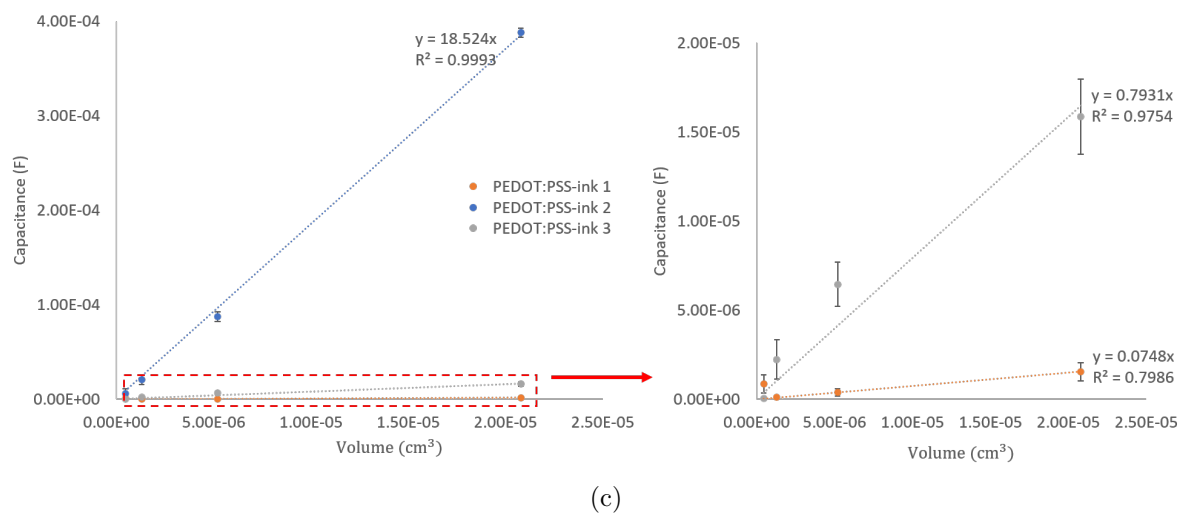 4.00E-04
3.00E-04
2.00E-04
1.00E-04
0.00E+00
Capacitance (F)
y = 18.524x
R² = 0.9993
PEDOT:PSS-ink 1
PEDOT:PSS-ink 2
PEDOT:PSS-ink 3
0.00E+00 5.00E-06 1.00E-05 1.50E-05 2.00E-05 2.50E-05
Volume (cm³)
2.00E-05
1.50E-05
1.00E-05
5.00E-06
0.00E+00
Capacitance (F)
y = 0.7931x
R² = 0.9754
y = 0.0748x
R² = 0.7986
0.00E+00 5.00E-06 1.00E-05 1.50E-05 2.00E-05 2.50E-05
Volume (cm³)
(c)